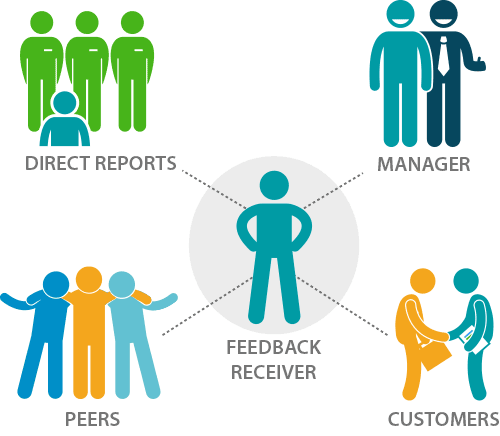 DIRECT REPORTS
MANAGER
FEEDBACK
RECEIVER
PEERS
CUSTOMERS